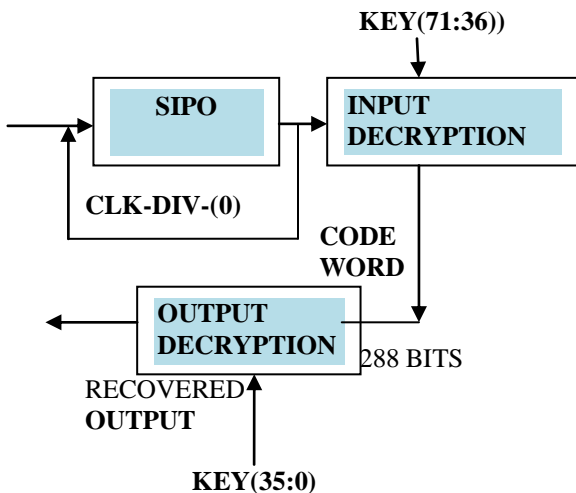 KEY(71:36))
SIPO
INPUT
DECRYPTION
CLK-DIV-(0)
CODE
WORD
OUTPUT
DECRYPTION
288 BITS
RECOVERED
OUTPUT
KEY(35:0)